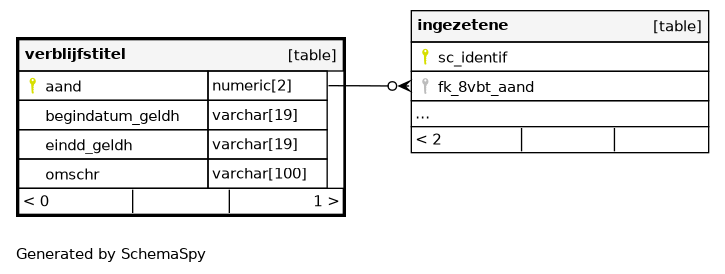 verblijfstitel [table]
aand numeric[2]
begindatum_geldh varchar[19]
eindd_geldh varchar[19]
omschr varchar[100]
< 0 1 >
ingezetene [table]
sc_identif
fk_8vbt_aand
...
< 2
Generated by SchemaSpy